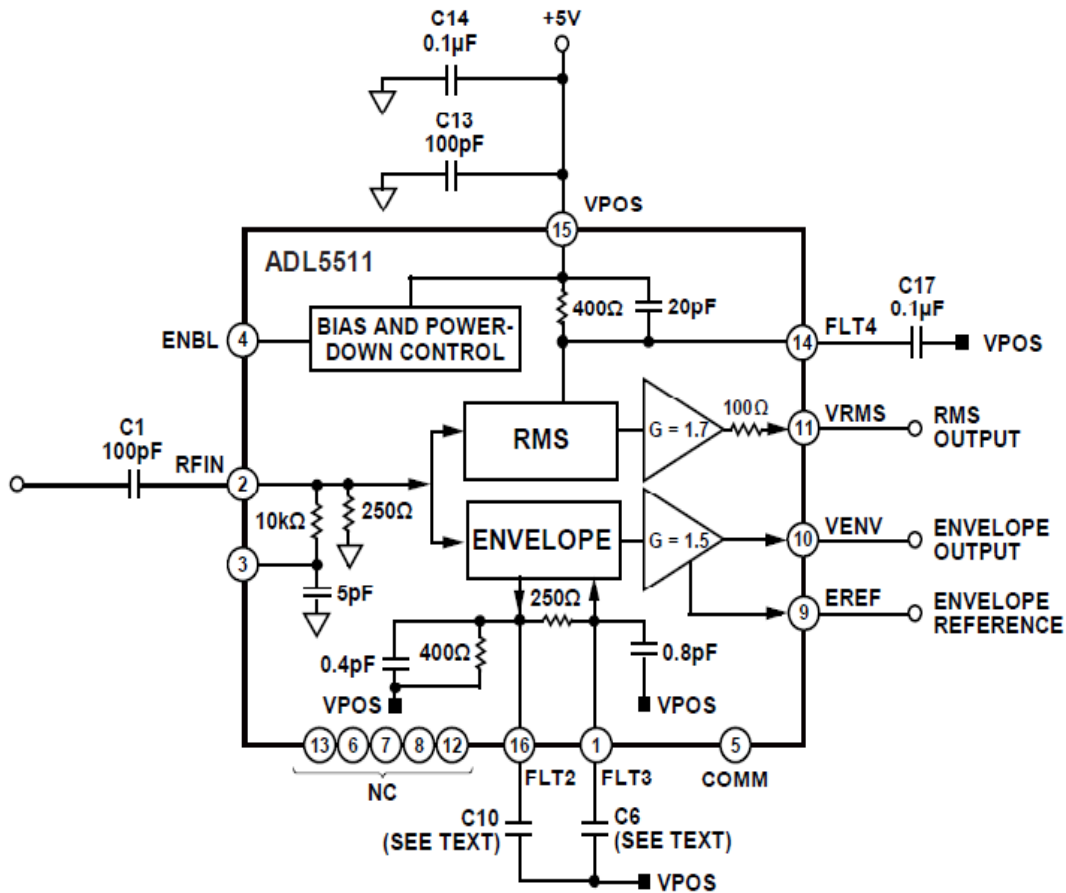 C14
0.1µF
+5V
C13
100pF
VPOS
15
ADL5511
400Ω
20pF
C17
0.1µF
BIAS AND POWER-
DOWN CONTROL
ENBL
4
14
FLT4
VPOS
C1
100pF
RFIN
2
RMS
G = 1.7
100Ω
11
VRMS
RMS
OUTPUT
10kΩ
250Ω
3
5pF
ENVELOPE
G = 1.5
10
VENV
ENVELOPE
OUTPUT
9
EREF
ENVELOPE
REFERENCE
250Ω
0.4pF
400Ω
0.8pF
VPOS
VPOS
13
6
7
8
12
16
1
5
NC
FLT2
FLT3
COMM
C10
(SEE TEXT)
C6
(SEE TEXT)
VPOS